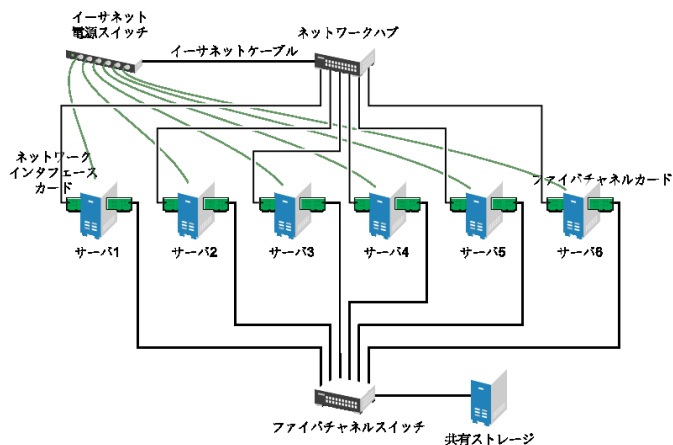 イーサネット
電源スイッチ
ネットワークハブ
イーサネットケーブル
ネットワーク
インタフェース
カード
ファイバチャネルカード
サーバ1
サーバ2
サーバ3
サーバ4
サーバ5
サーバ6
ファイバチャネルスイッチ
共有ストレージ